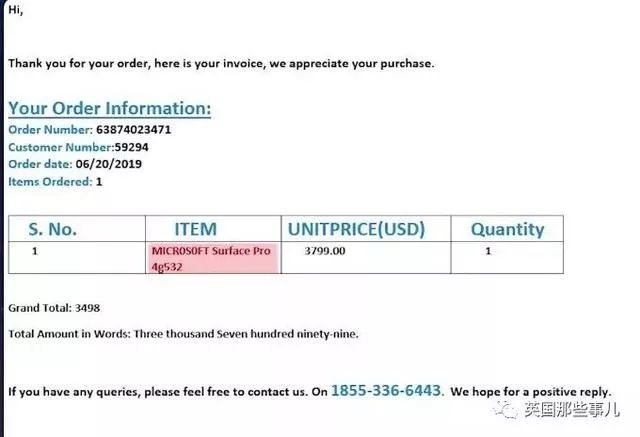 Hi,
Thank you for your order, here is your invoice, we appreciate your purchase.
Your Order Information:
Order Number: 63874023471
Customer Number:59294
Order date: 06/20/2019
Items Ordered: 1
S. No. ITEM UNITPRICE(USD) Quantity
1 MICROSOFT Surface Pro 3799.00 1
4g532
Grand Total: 3498
Total Amount in Words: Three thousand Seven hundred ninety-nine.
If you have any queries, please feel free to contact us. On 1855-336-6443. We hope for a positive reply.
英国那些事儿